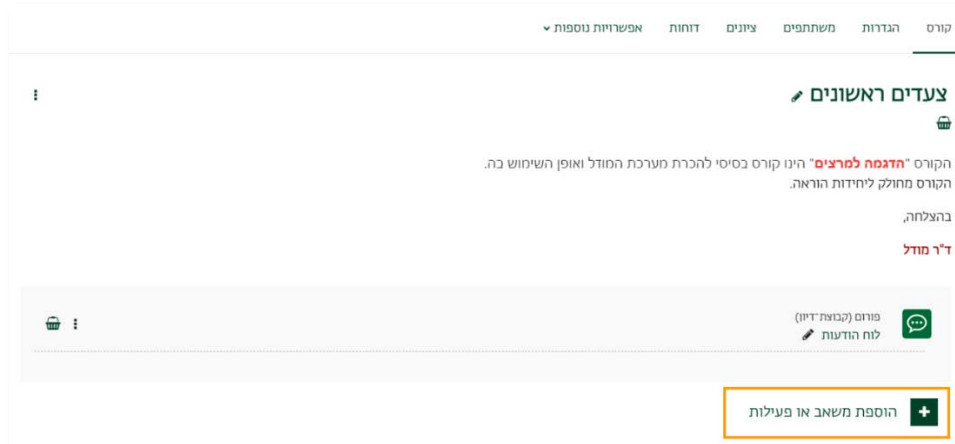 קורס הגדרות משתתפים ציונים דוחות אפשרויות נוספות
צעדים ראשונים
הקורס "הדגמה למרצים" הינו קורס בסיסי להכרת מערכת המודל ואופן השימוש בה.
הקורס מחולק ליחידות הוראה.
בהצלחה,
ד"ר מודל
פורום (קבוצת־דיון)
לוח הודעות
הוספת משאב או פעילות